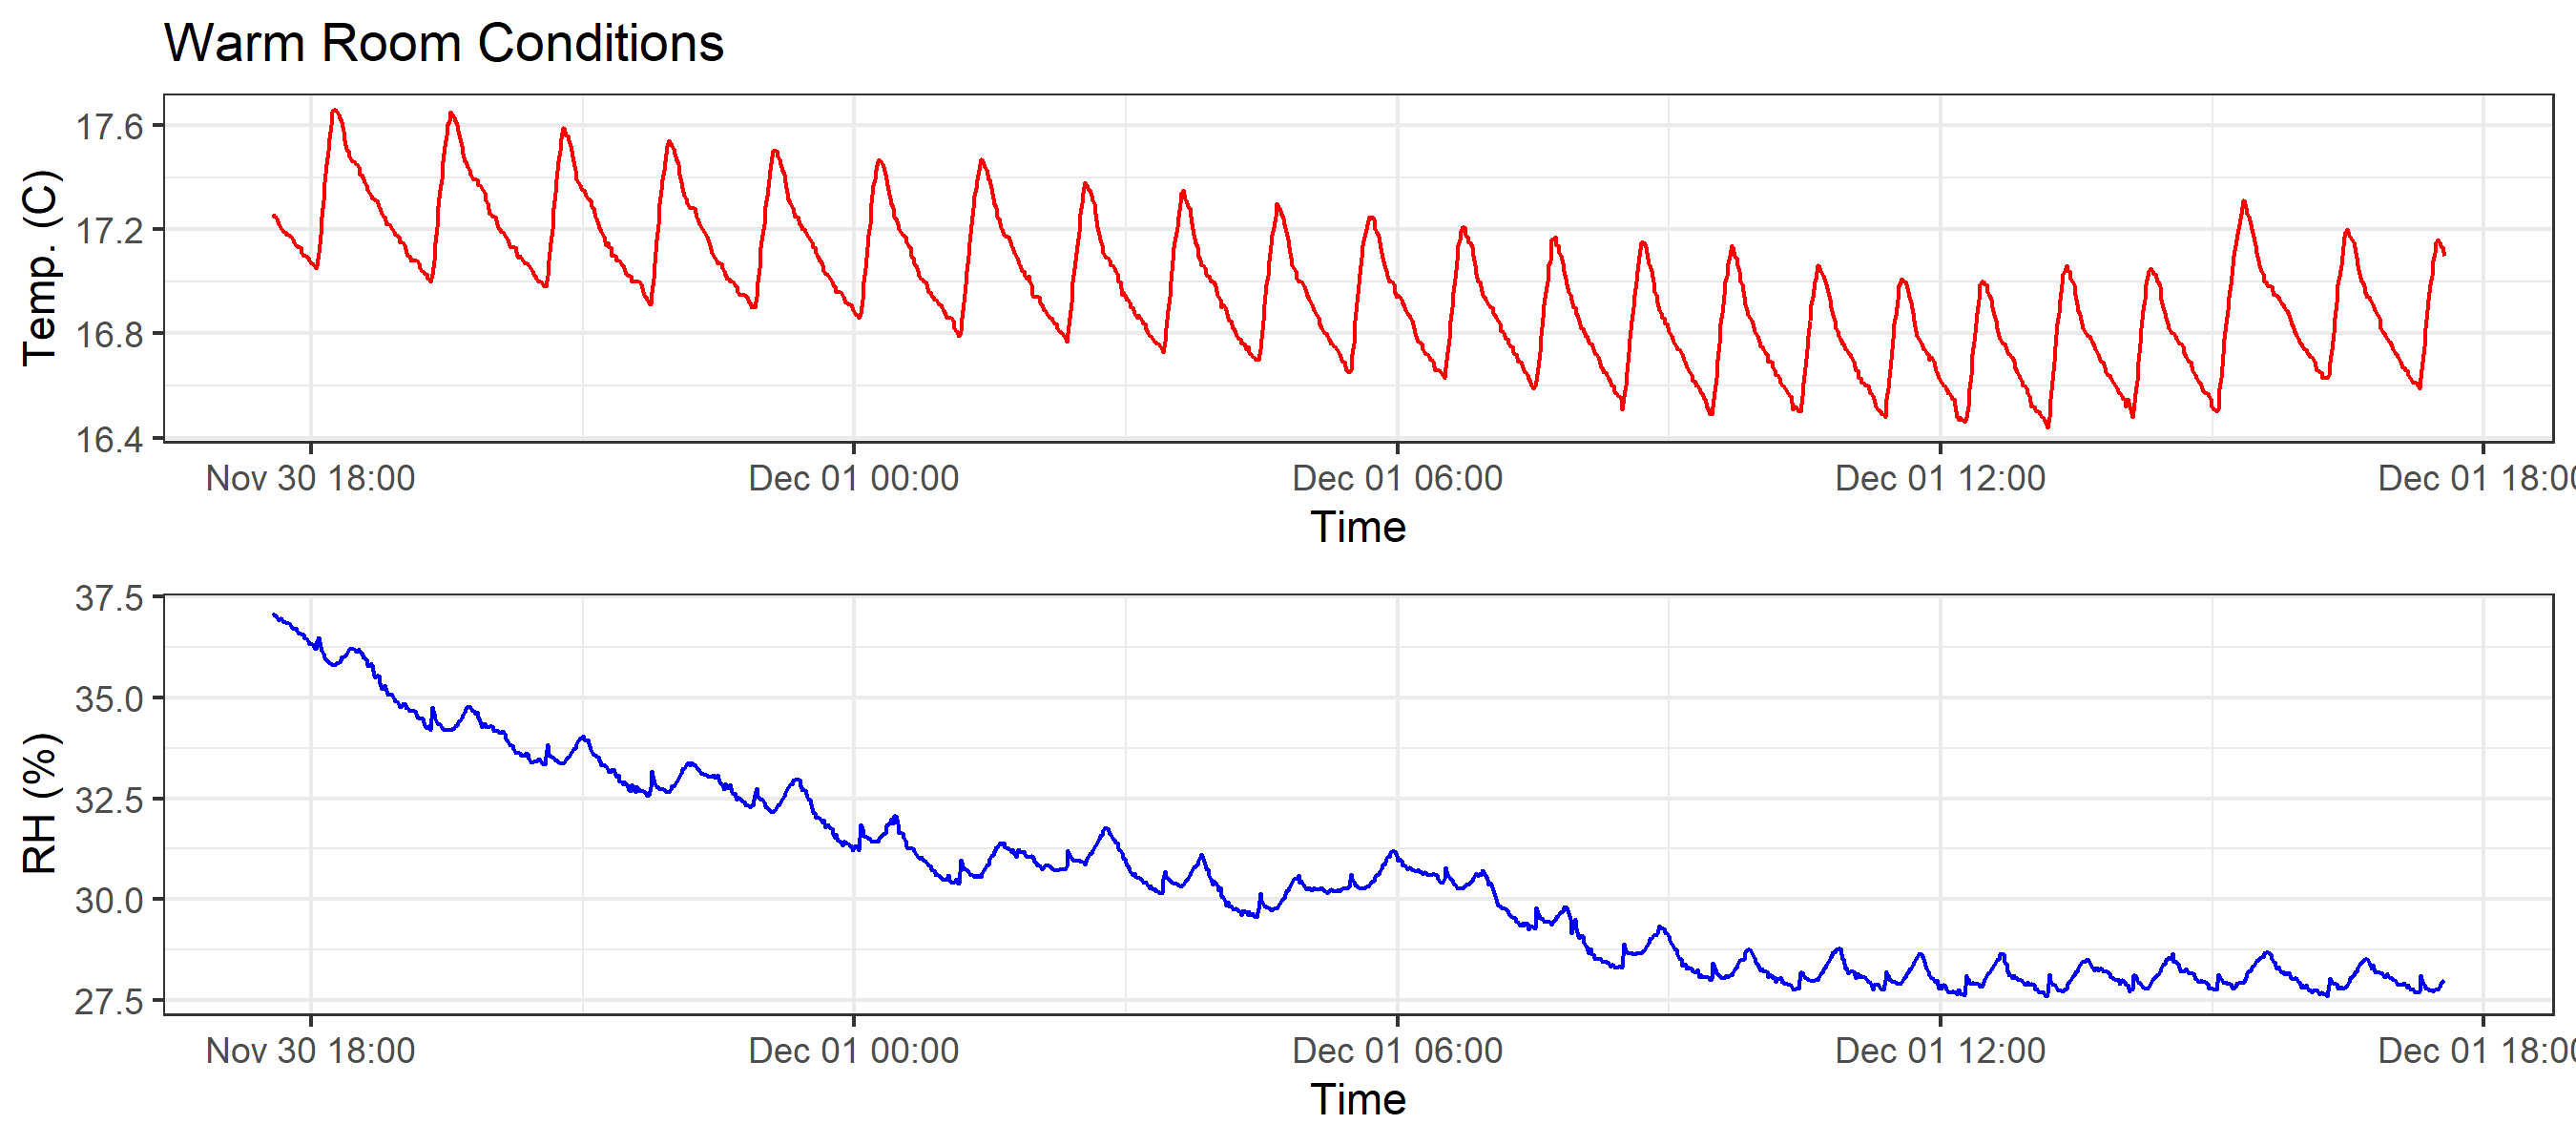 Warm Room Conditions
Temp. (C)
17.6
17.2
16.8
16.4
Nov 30 18:00 Dec 01 00:00 Dec 01 06:00 Dec 01 12:00 Dec 01 18:00
Time
RH (%)
37.5
35.0
32.5
30.0
27.5
Nov 30 18:00 Dec 01 00:00 Dec 01 06:00 Dec 01 12:00 Dec 01 18:00
Time